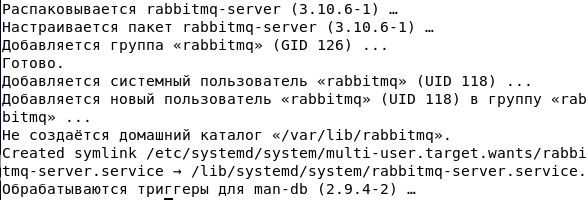 Распаковывается rabbitmq-server (3.10.6-1) …
Настраивается пакет rabbitmq-server (3.10.6-1) …
Добавляется группа «rabbitmq» (GID 126) ...
Готово.
Добавляется системный пользователь «rabbitmq» (UID 118) ...
Добавляется новый пользователь «rabbitmq» (UID 118) в группу «rab
bitmq» ...
Не создаётся домашний каталог «/var/lib/rabbitmq».
Created symlink /etc/systemd/system/multi-user.target.wants/rabbi
tmq-server.service → /lib/systemd/system/rabbitmq-server.service.
Обрабатываются триггеры для man-db (2.9.4-2) …